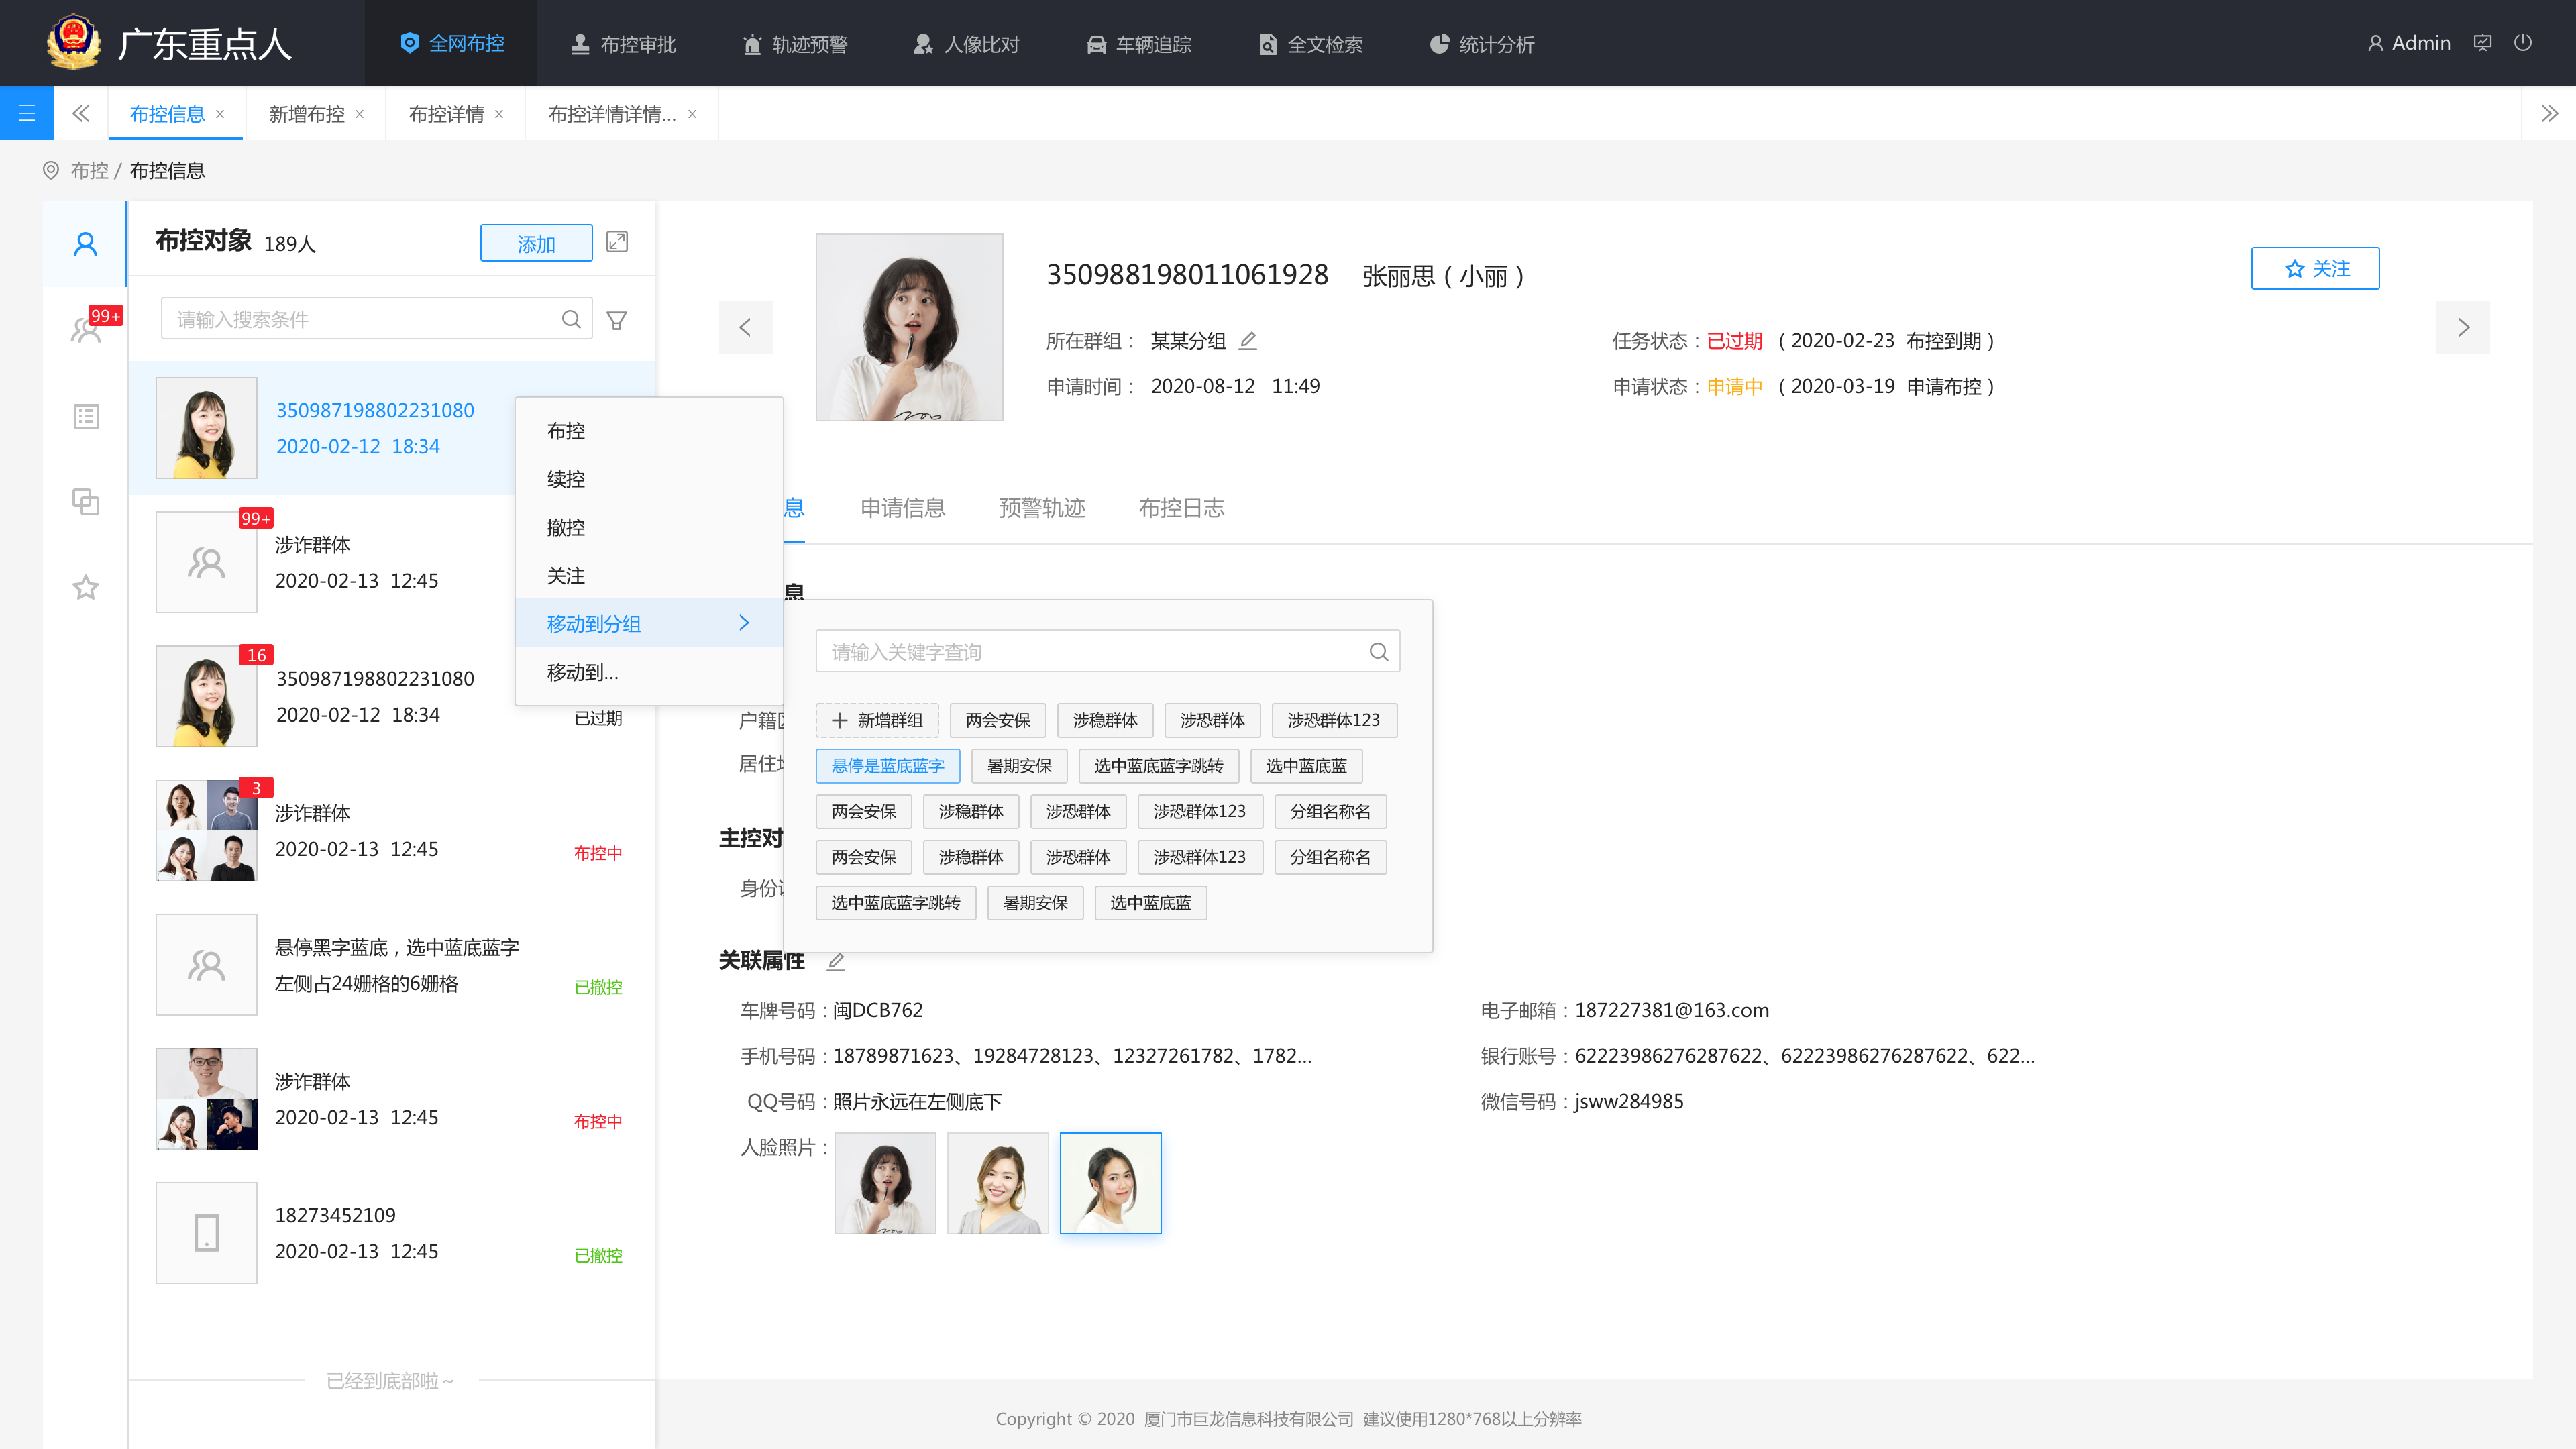 广东重点人
全网布控
布控审批
轨迹预警
人像比对
车辆追踪
全文检索
统计分析
Admin
布控信息
新增布控
布控详情
布控详情详情...
布控 / 布控信息
布控对象 189人
添加
请输入搜索条件
350987198802231080
2020-02-12 18:34
99+
99+
涉诈群体
2020-02-13 12:45
16
350987198802231080
2020-02-12 18:34
已过期
3
涉诈群体
2020-02-13 12:45
布控中
悬停黑字蓝底，选中蓝底蓝字
左侧占24姗格的6姗格
已撤控
涉诈群体
2020-02-13 12:45
布控中
18273452109
2020-02-13 12:45
已撤控
已经到底部啦～
布控
续控
撤控
关注
移动到分组
移动到...
350988198011061928 张丽思（小丽）
关注
所在群组： 某某分组
任务状态：已过期 （2020-02-23 布控到期）
申请时间： 2020-08-12 11:49
申请状态：申请中 （2020-03-19 申请布控）
息
申请信息
预警轨迹
布控日志
息
请输入关键字查询
新增群组 两会安保 涉稳群体 涉恐群体 涉恐群体123
悬停是蓝底蓝字 暑期安保 选中蓝底蓝字跳转 选中蓝底蓝
两会安保 涉稳群体 涉恐群体 涉恐群体123 分组名称名
两会安保 涉稳群体 涉恐群体 涉恐群体123 分组名称名
选中蓝底蓝字跳转 暑期安保 选中蓝底蓝
户籍
居住
主控对
身份
关联属性
车牌号码：闽DCB762
电子邮箱：187227381@163.com
手机号码：18789871623、19284728123、12327261782、1782...
银行账号：62223986276287622、62223986276287622、622...
QQ号码：照片永远在左侧底下
微信号码：jsww284985
人脸照片：
Copyright © 2020 厦门市巨龙信息科技有限公司 建议使用1280*768以上分辨率